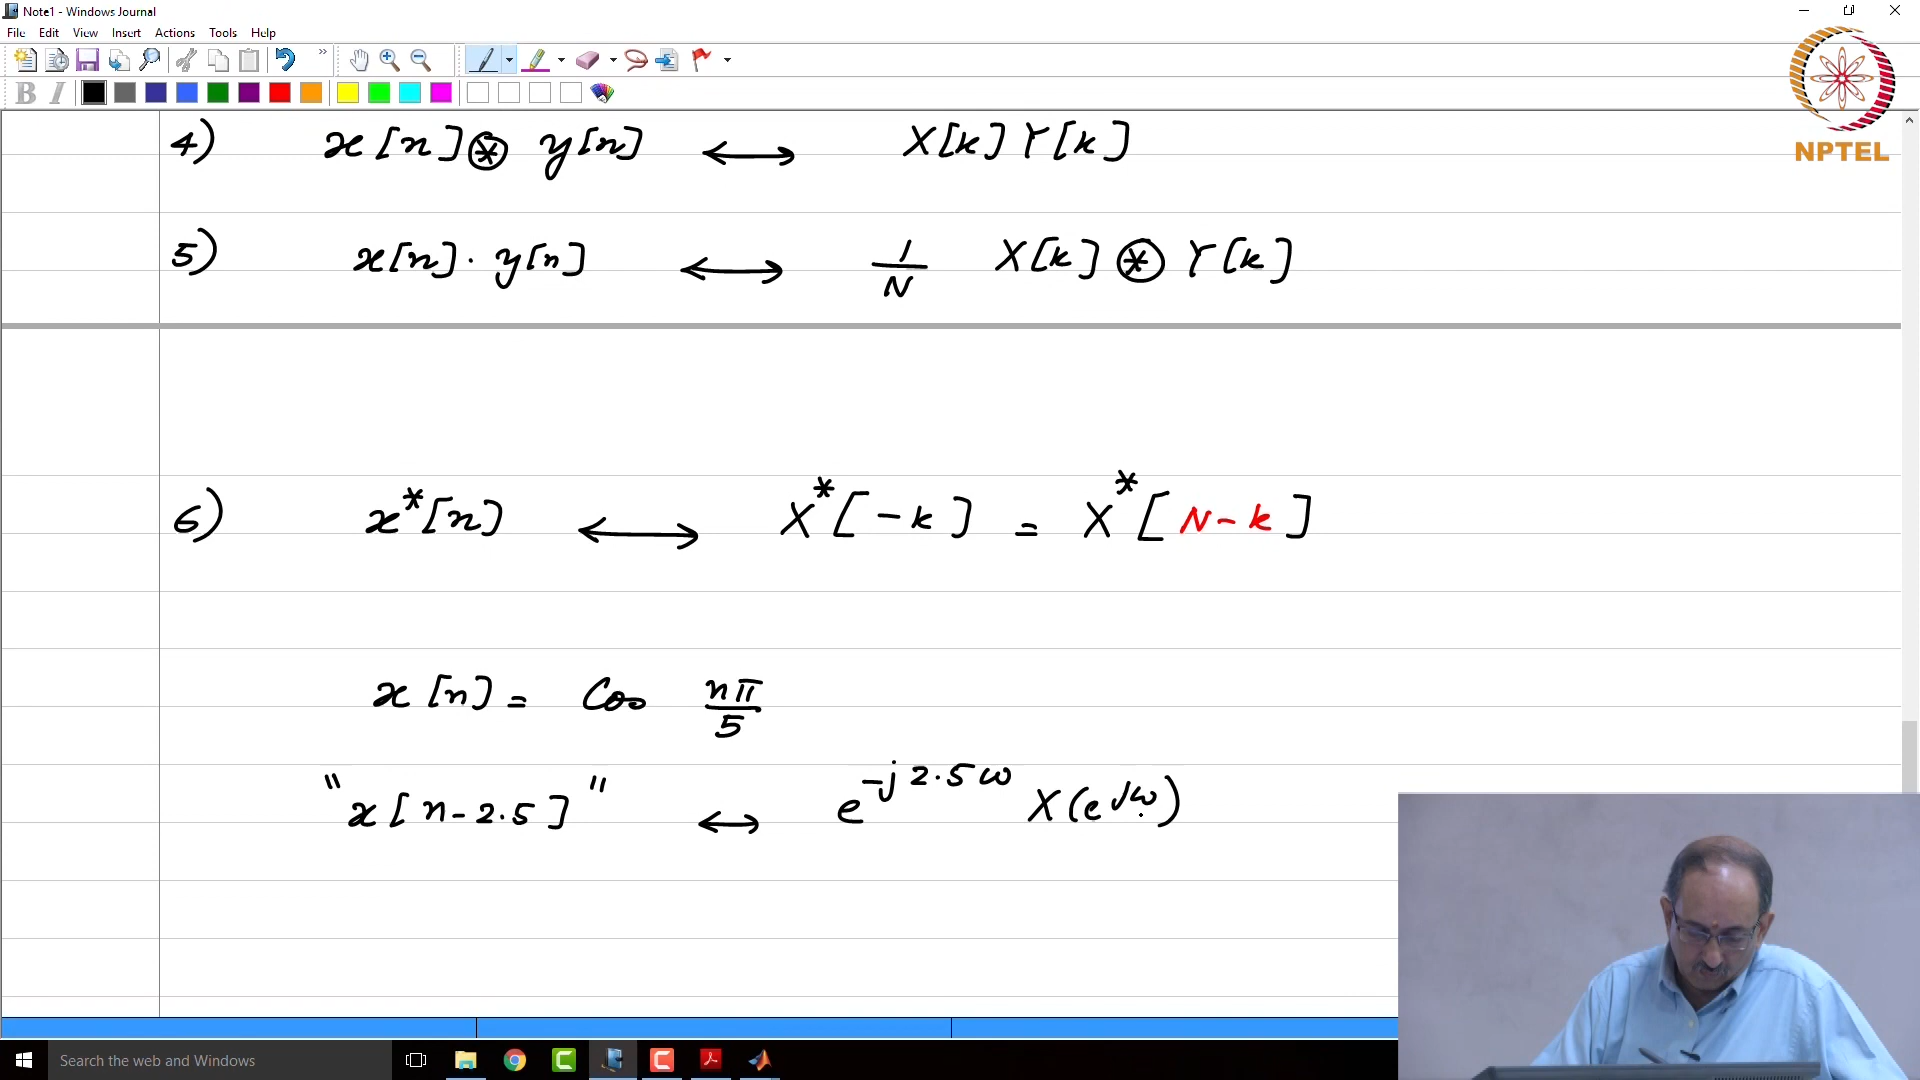 Note1 - Windows Journal
File Edit View Insert Actions Tools Help
B I
NPTEL
4) x[n] ⊛ y[n] ↔ X[k] Y[k]
5) x[n] · y[n] ↔ 1/N X[k] ⊛ Y[k]
6) x*[n] ↔ X*[-k] = X*[N-k]
x[n] = Cos nπ/5
"x[n-2.5]" ↔ e^{-j2.5ω} X(e^{jω})
Search the web and Windows